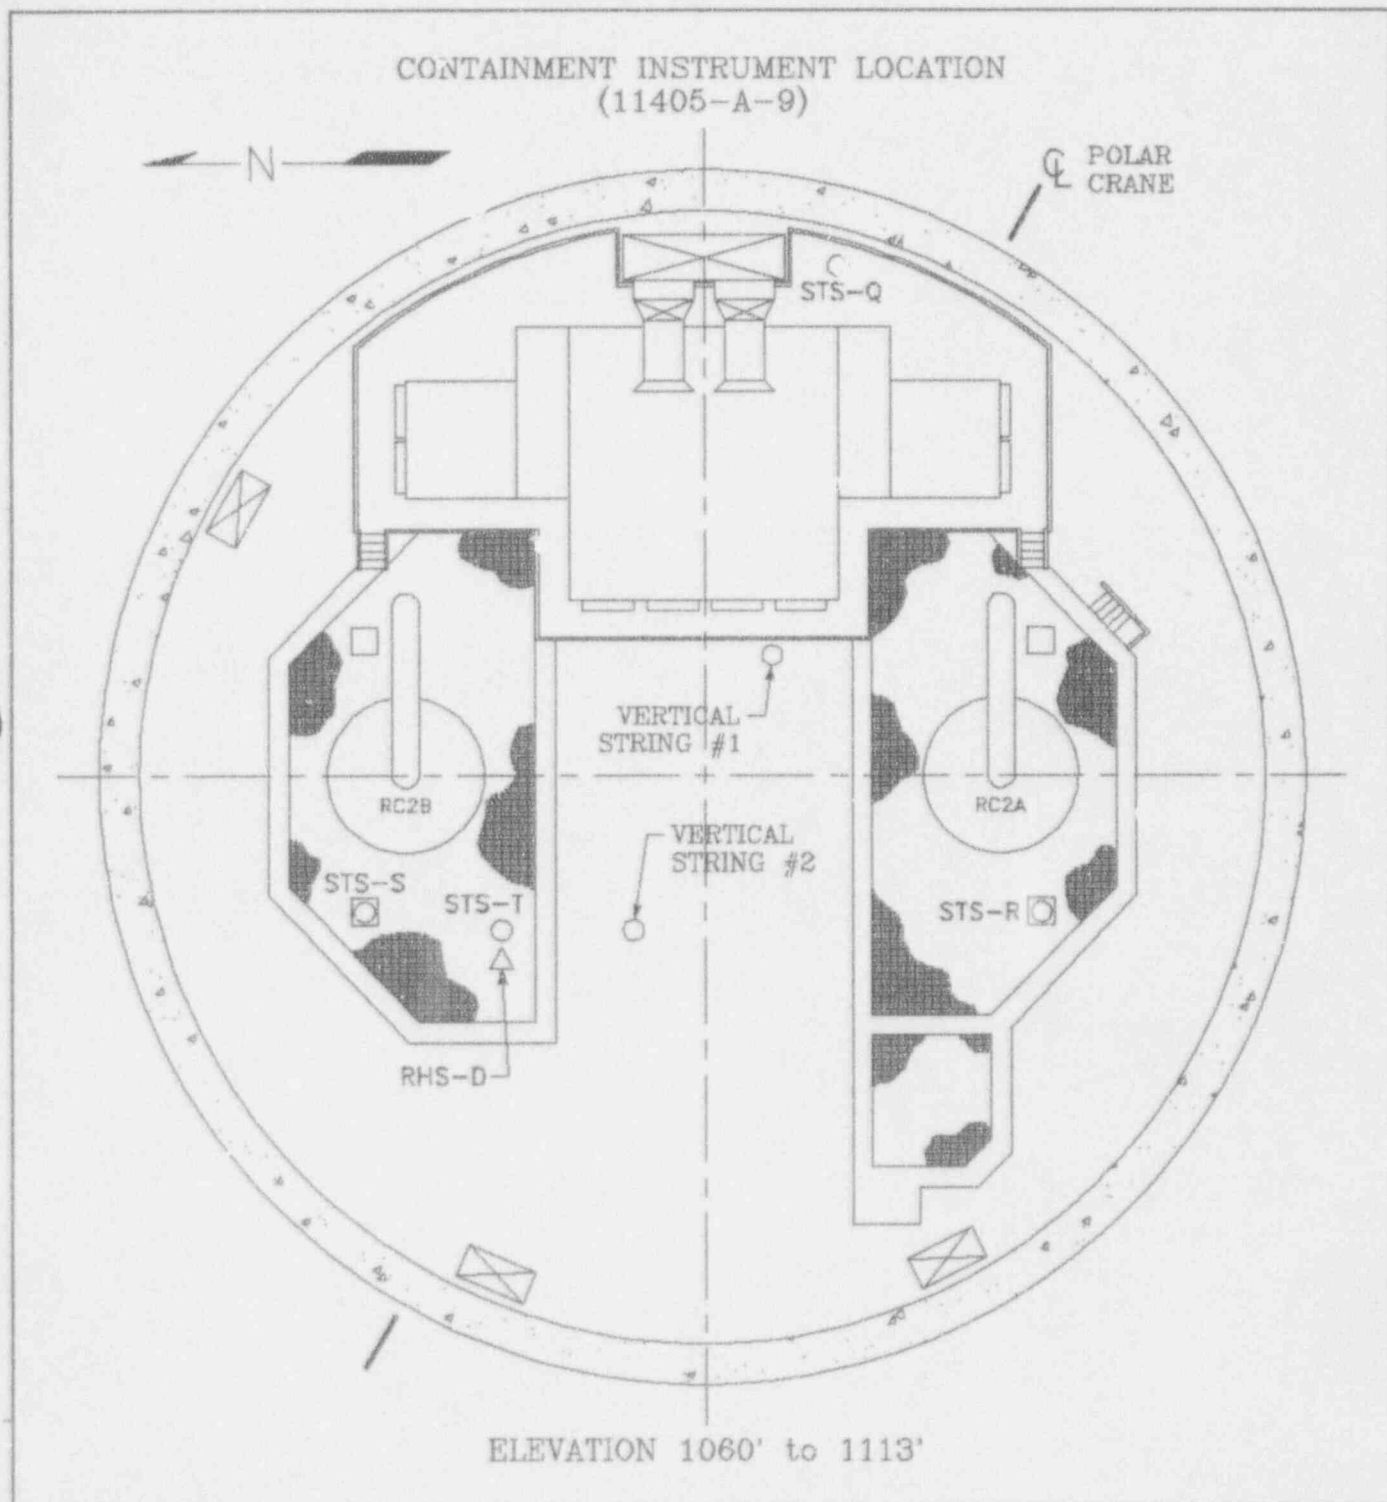 CONTAINMENT INSTRUMENT LOCATION
(11405-A-9)
N
℄ POLAR
CRANE
STS-Q
VERTICAL
STRING #1
RC2B
RC2A
VERTICAL
STRING #2
STS-S
STS-T
STS-R
RHS-D
ELEVATION 1060' to 1113'